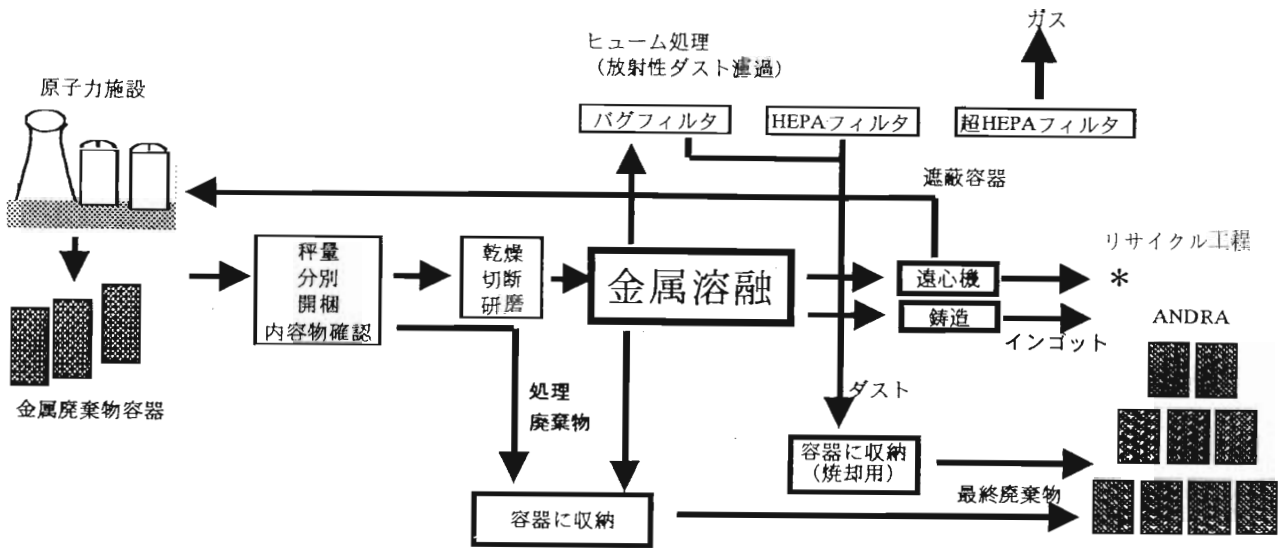 ガス
ヒューム処理
（放射性ダスト濾過）
原子力施設
バグフィルタ
HEPAフィルタ
超HEPAフィルタ
遮蔽容器
リサイクル工程
秤量
分別
開梱
内容物確認
乾燥
切断
研磨
金属溶融
遠心機
＊
鋳造
インゴット
ANDRA
金属廃棄物容器
処理
廃棄物
ダスト
容器に収納
（焼却用）
最終廃棄物
容器に収納